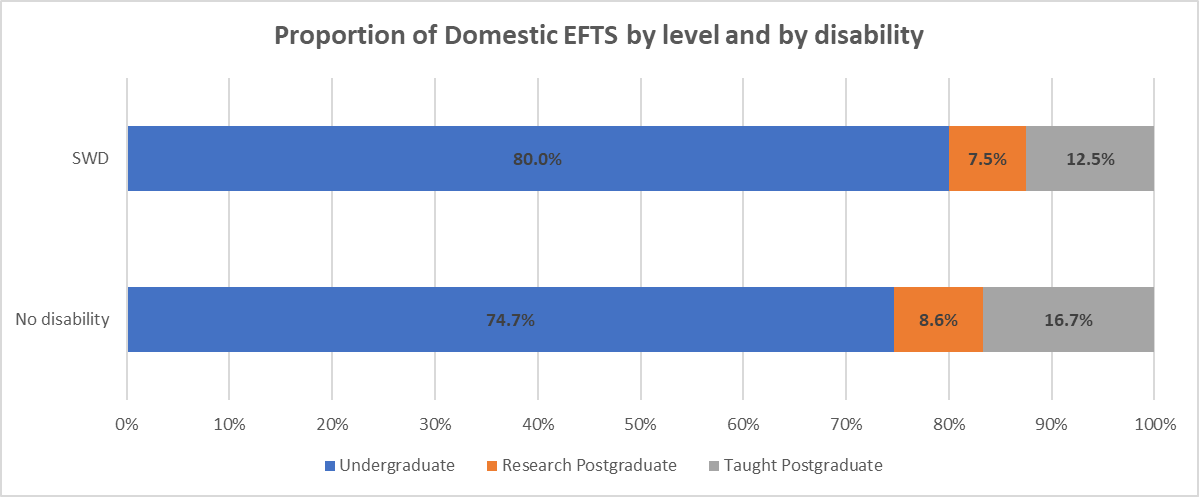 Proportion of Domestic EFTS by level and by disability
SWD
80.0%
7.5%
12.5%
No disability
74.7%
8.6%
16.7%
0%
10%
20%
30%
40%
50%
60%
70%
80%
90%
100%
Undergraduate
Research Postgraduate
Taught Postgraduate